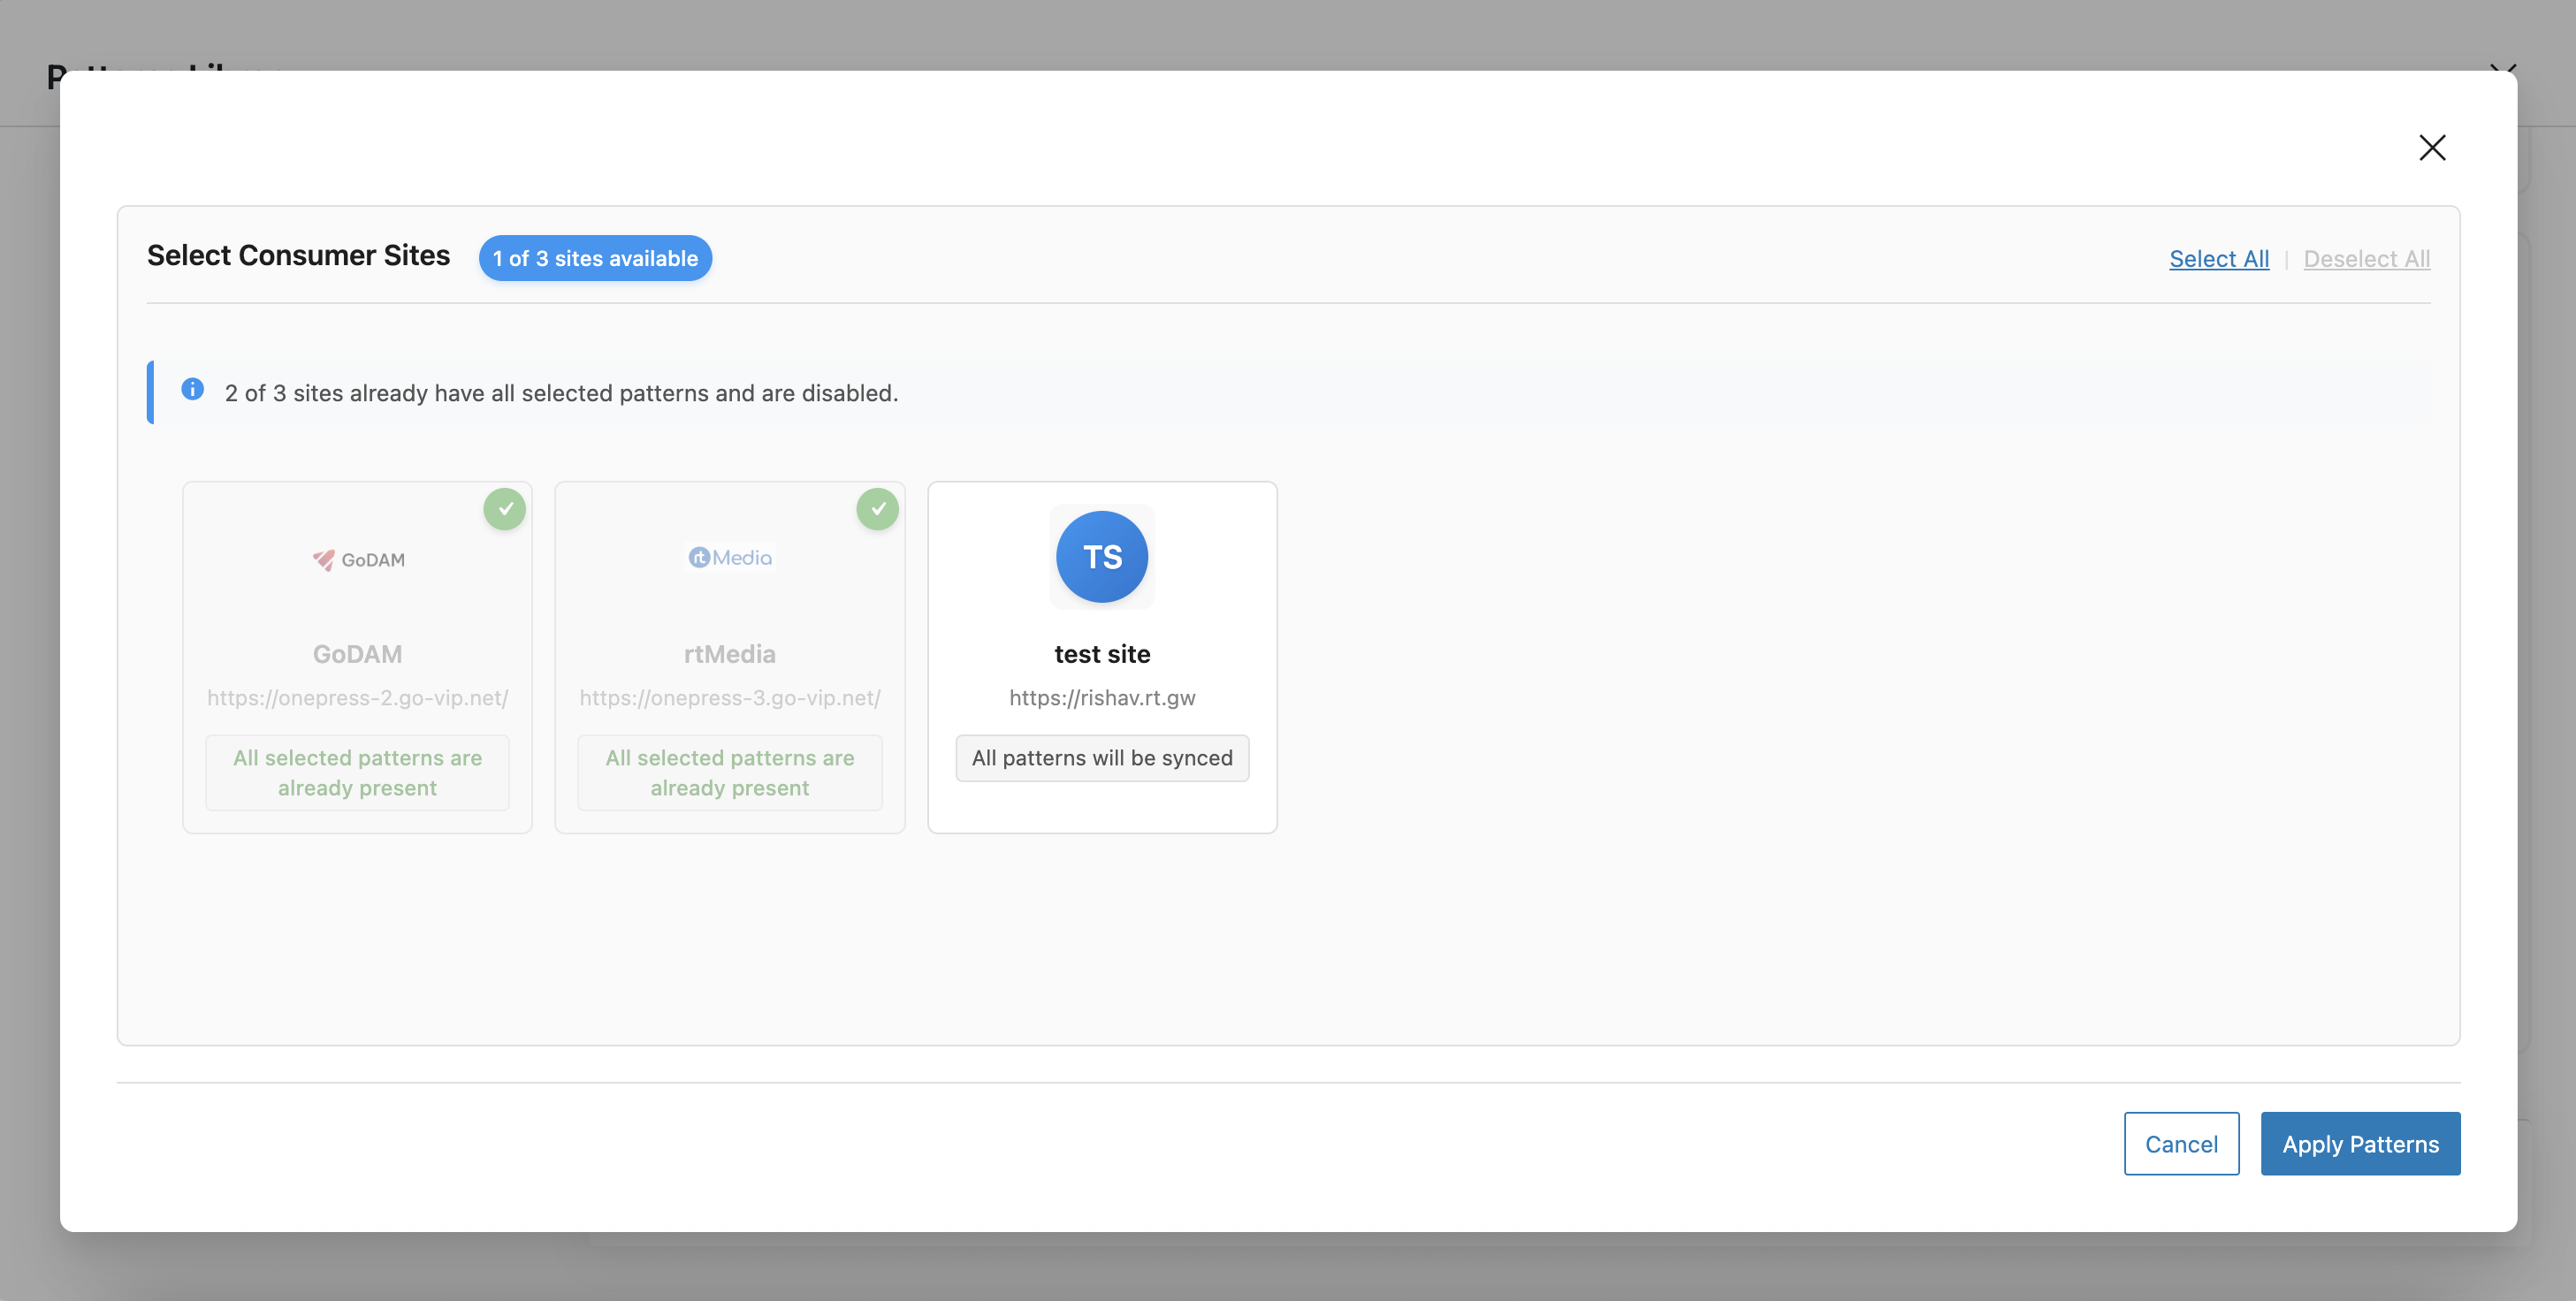 Select Consumer Sites
1 of 3 sites available
Select All | Deselect All
2 of 3 sites already have all selected patterns and are disabled.
GoDAM
GoDAM
https://onepress-2.go-vip.net/
All selected patterns are
already present
rtMedia
rtMedia
https://onepress-3.go-vip.net/
All selected patterns are
already present
TS
test site
https://rishav.rt.gw
All patterns will be synced
Cancel
Apply Patterns